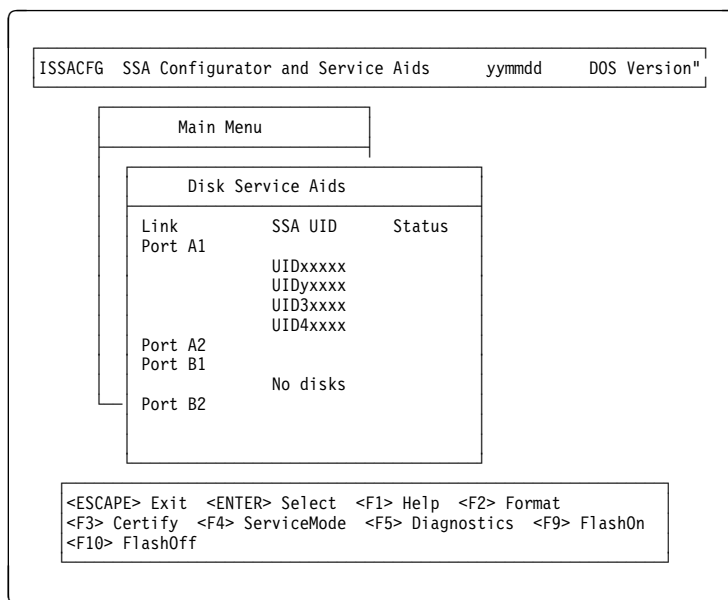 ISSACFG SSA Configurator and Service Aids yymmdd DOS Version"
Main Menu
Disk Service Aids
Link SSA UID Status
Port A1
UIDxxxxx
UIDyxxxx
UID3xxxx
UID4xxxx
Port A2
Port B1
No disks
Port B2
<ESCAPE> Exit <ENTER> Select <F1> Help <F2> Format
<F3> Certify <F4> ServiceMode <F5> Diagnostics <F9> FlashOn
<F10> FlashOff